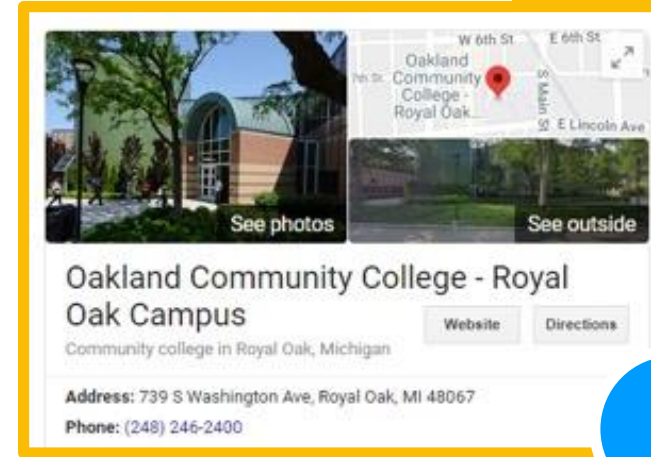 W 6th St
E 6th St
Oakland
Community
College -
Royal Oak...
S Main St
E Lincoln Ave
See photos
See outside
Oakland Community College - Royal
Oak Campus
Website
Directions
Community college in Royal Oak, Michigan
Address: 739 S Washington Ave, Royal Oak, MI 48067
Phone: (248) 246-2400